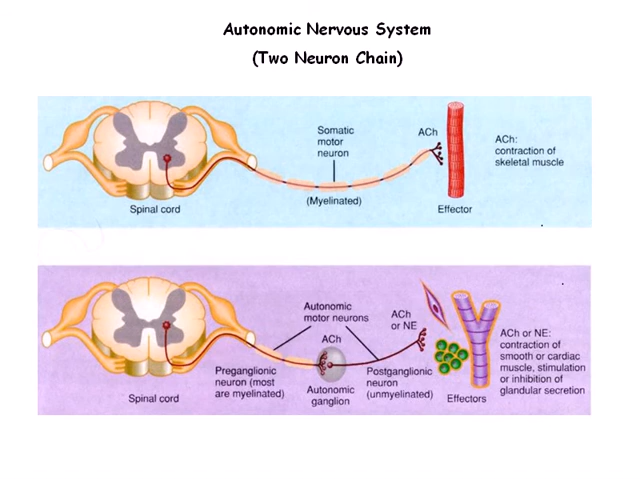 Autonomic Nervous System
(Two Neuron Chain)
Somatic
motor
neuron
ACh
ACh:
contraction of
skeletal muscle
(Myelinated)
Spinal cord
Effector
Autonomic
motor neurons
ACh
or NE
ACh
ACh or NE:
contraction of
smooth or cardiac
muscle, stimulation
or inhibition of
glandular secretion
Preganglionic
neuron (most
are myelinated)
Autonomic
ganglion
Postganglionic
neuron
(unmyelinated)
Spinal cord
Effectors